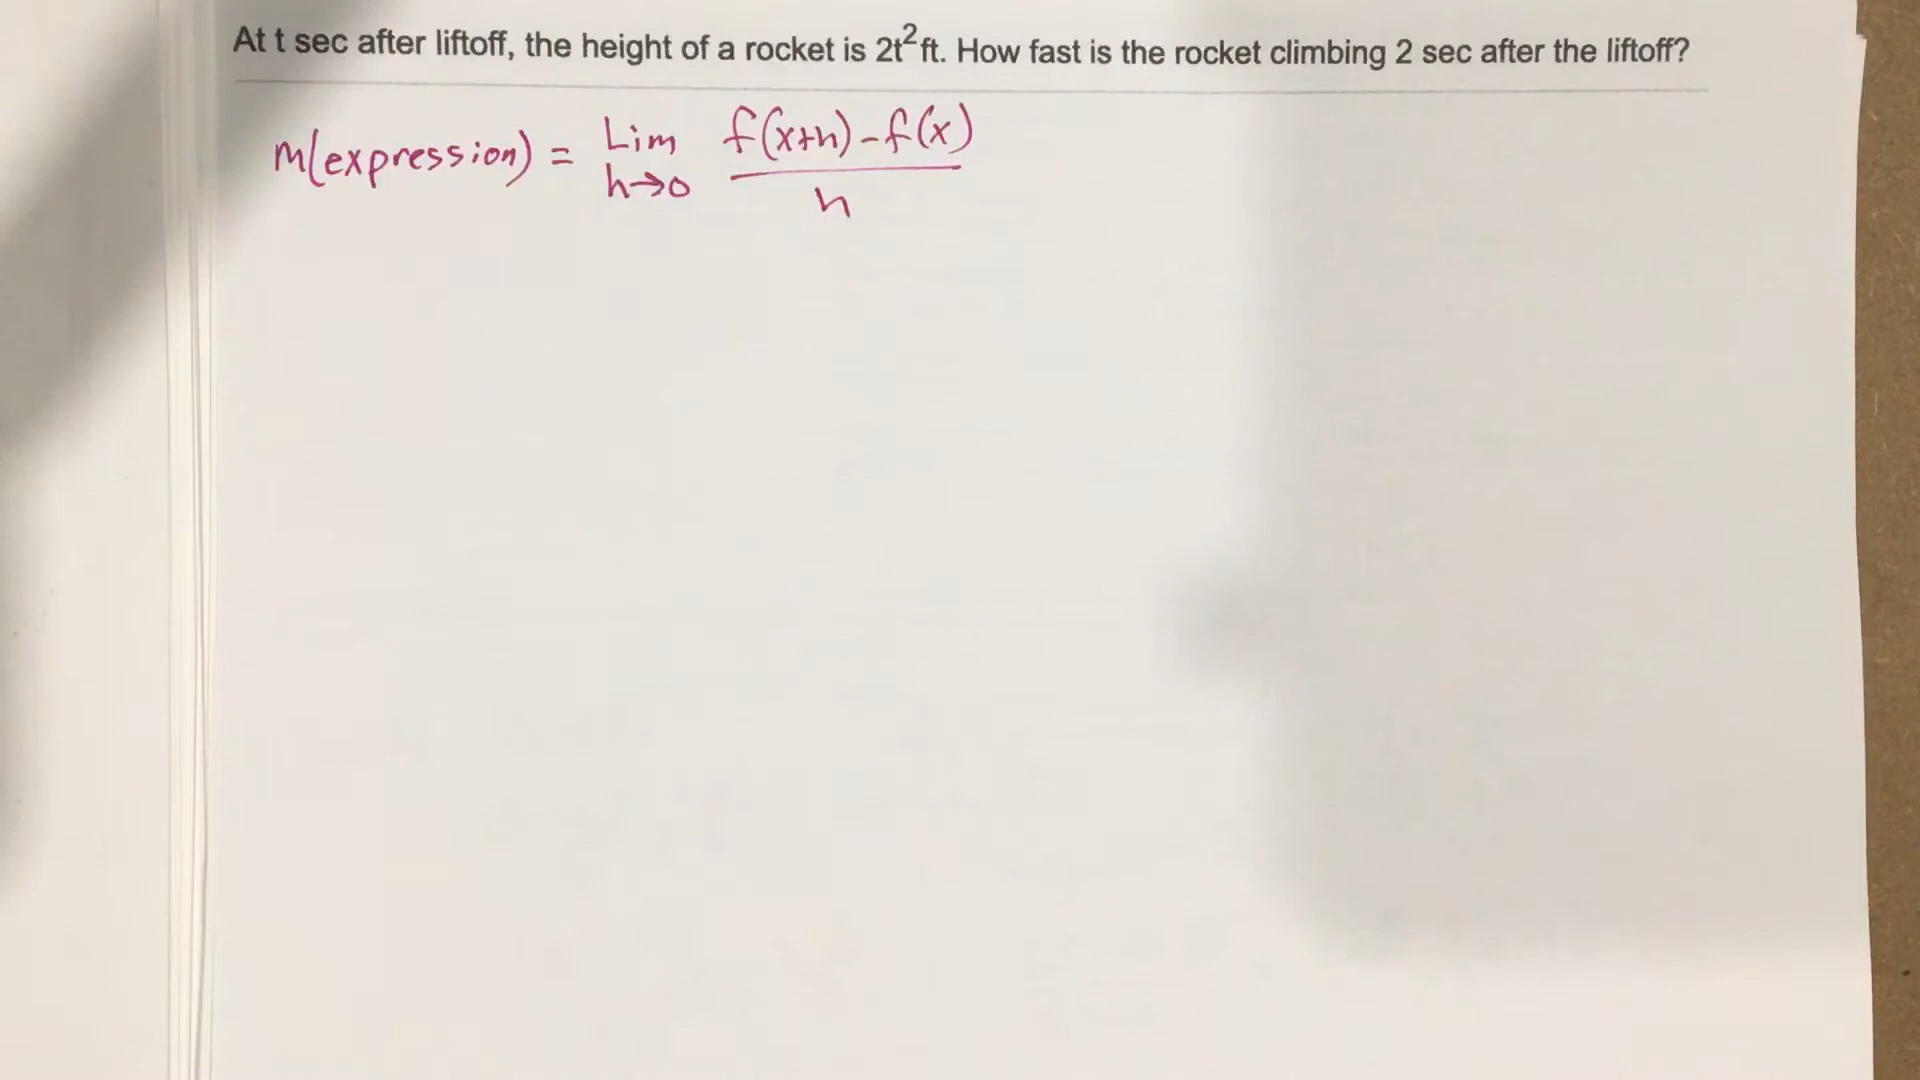 At t sec after liftoff, the height of a rocket is 2t² ft. How fast is the rocket climbing 2 sec after the liftoff?
m(expression) = Lim f(x+h)-f(x)
h→0 h